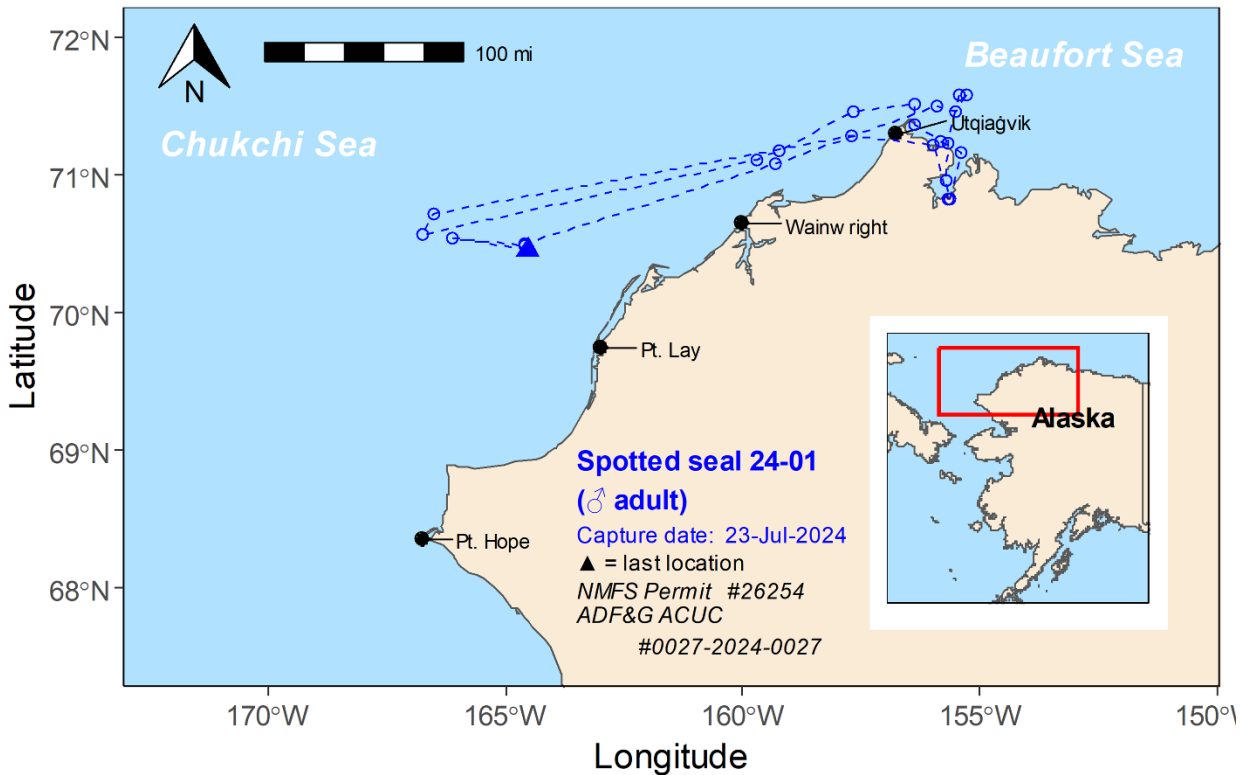 72°N
71°N
70°N
69°N
68°N
Latitude
N
100 mi
Beaufort Sea
Chukchi Sea
Utqiaġvik
Wainw right
Pt. Lay
Pt. Hope
Alaska
Spotted seal 24-01
(♂ adult)
Capture date: 23-Jul-2024
▲ = last location
NMFS Permit #26254
ADF&G ACUC
#0027-2024-0027
170°W
165°W
160°W
155°W
150°W
Longitude